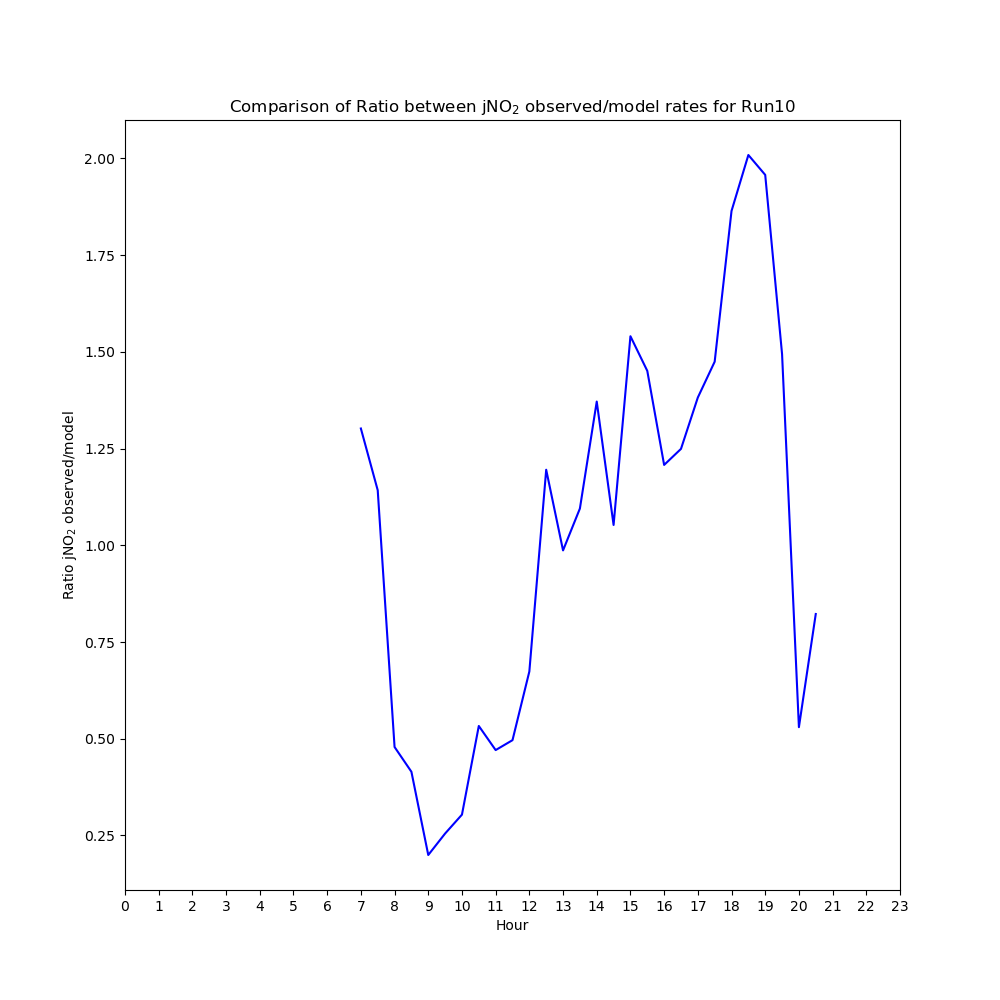 Comparison of Ratio between jNO₂ observed/model rates for Run10
2.00
1.75
1.50
1.25
1.00
0.75
0.50
0.25
Ratio jNO₂ observed/model
0 1 2 3 4 5 6 7 8 9 10 11 12 13 14 15 16 17 18 19 20 21 22 23
Hour